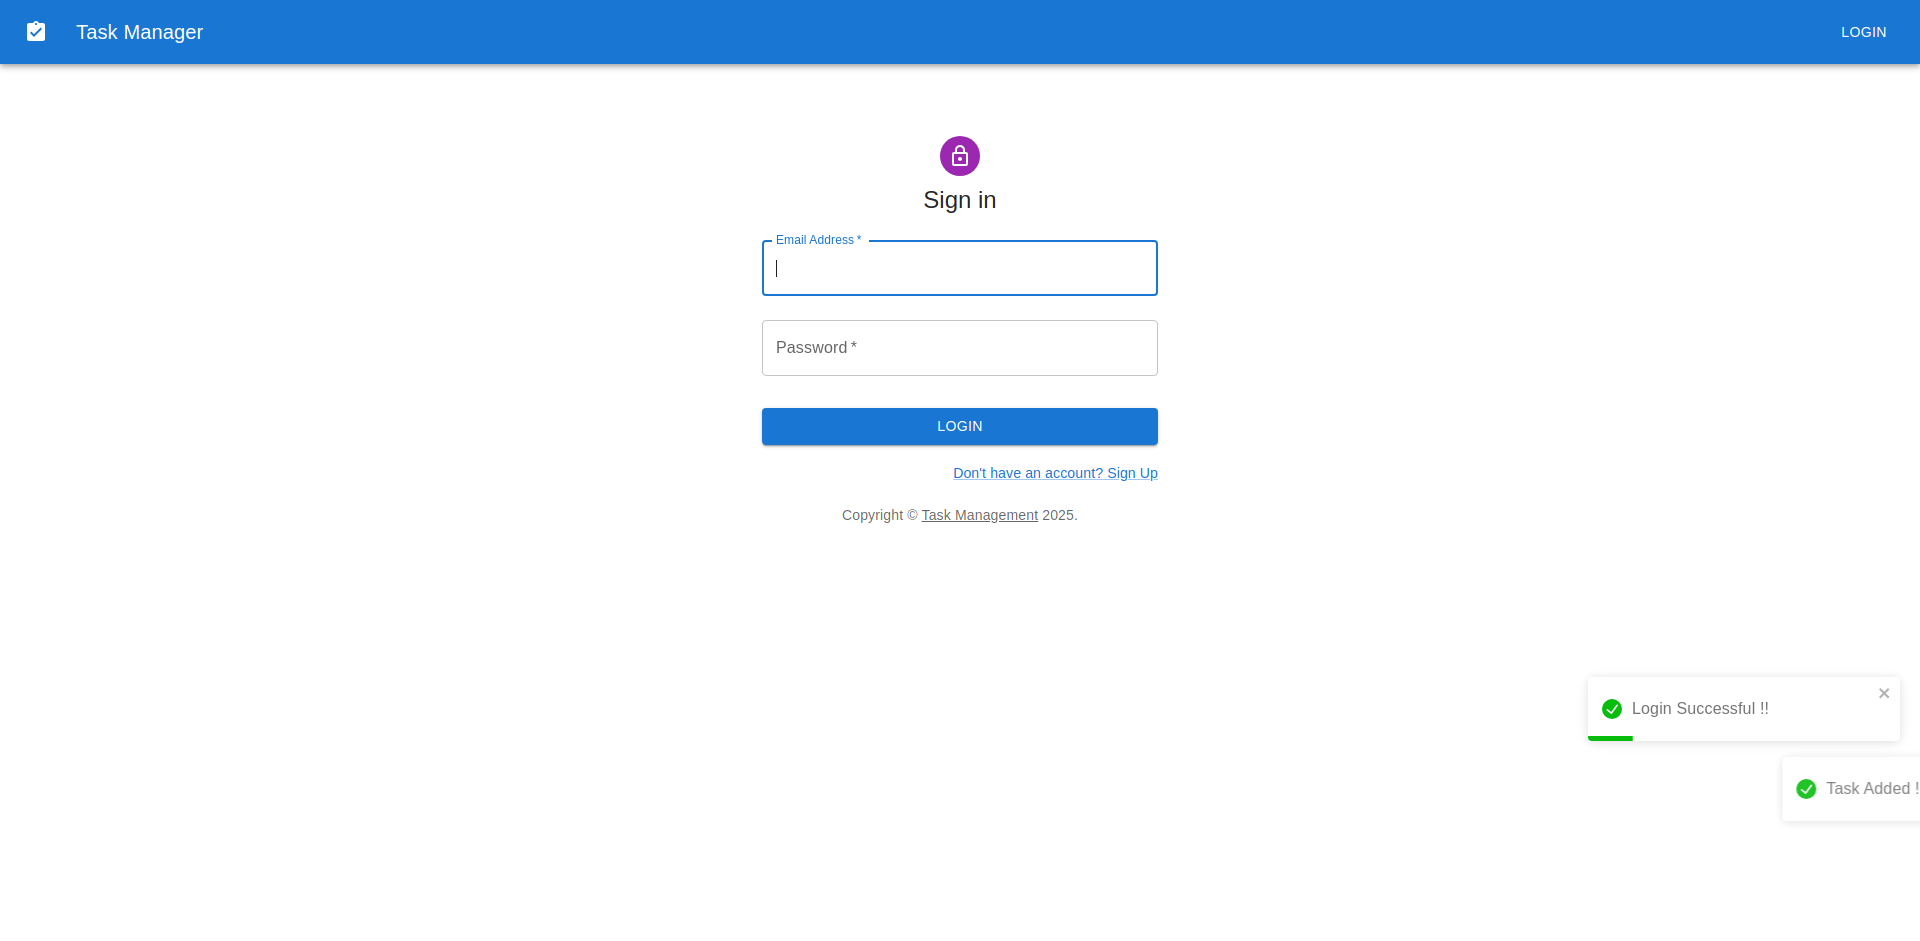 Task Manager
LOGIN
Sign in
Email Address *
Password *
LOGIN
Don't have an account? Sign Up
Copyright © Task Management 2025.
Login Successful !!
Task Added !